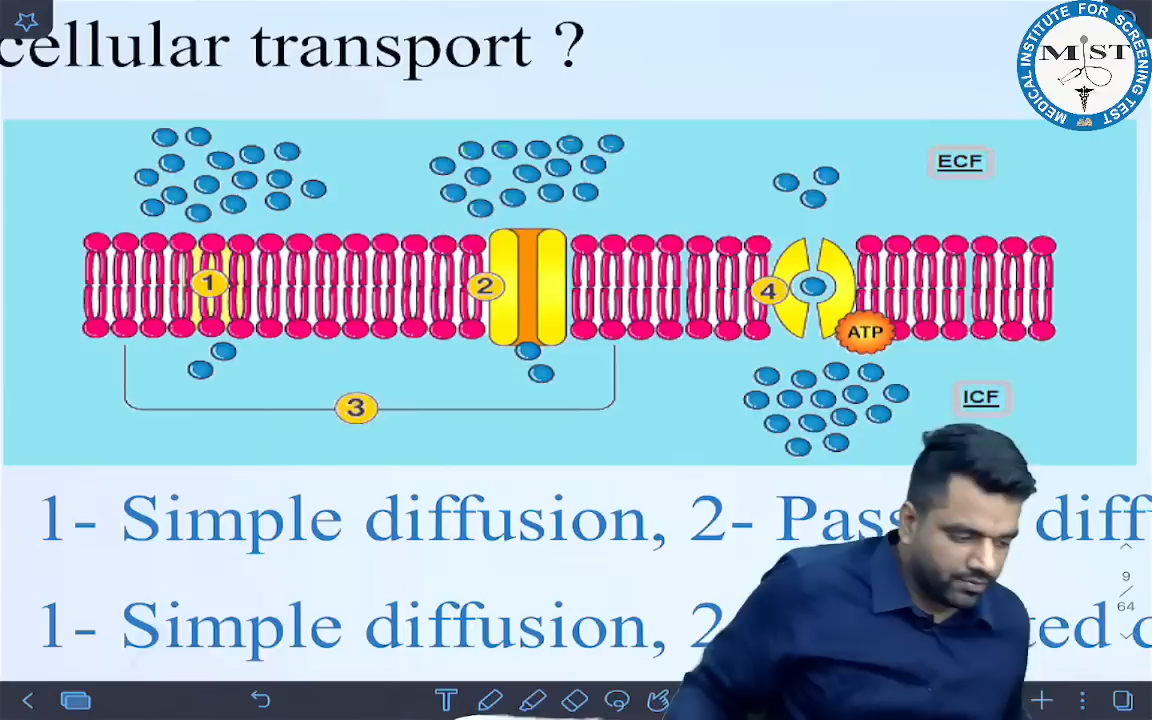 cellular transport ?
MEDICAL INSTITUTE FOR SCREENING TEST
MIST
ECF
1
2
4
ATP
ICF
3
1- Simple diffusion, 2- Pas
diff
9
/
64
1- Simple diffusion, 2
ted
T